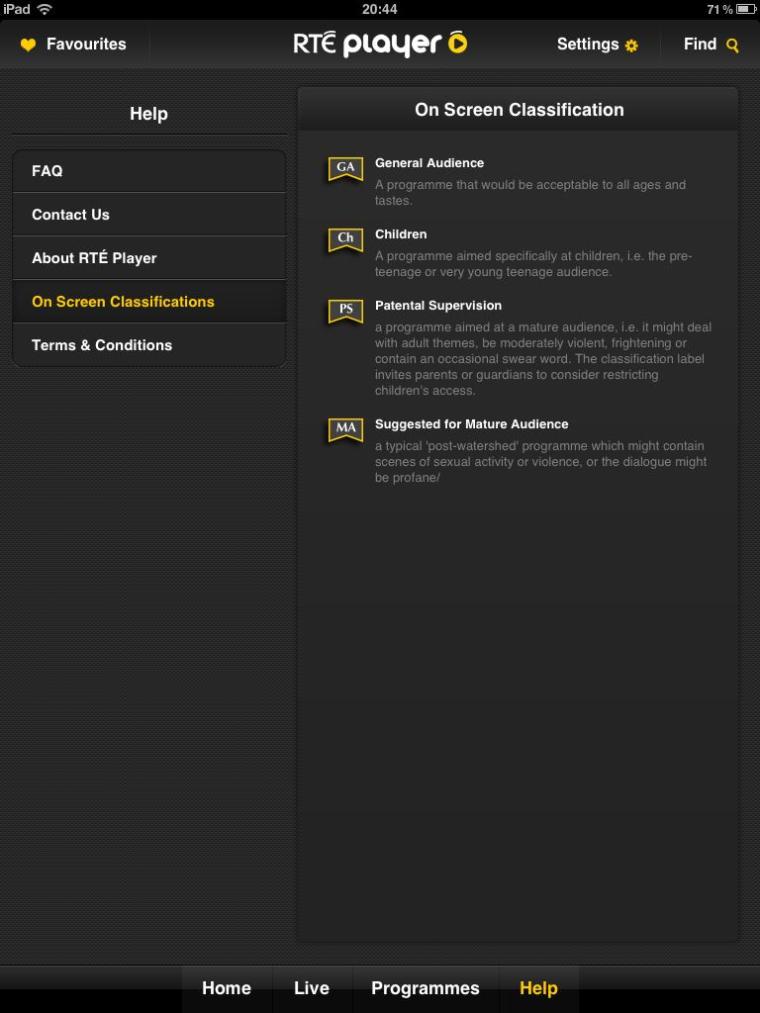 iPad 20:44 71%
Favourites RTÉ player Settings Find
Help
FAQ
Contact Us
About RTÉ Player
On Screen Classifications
Terms & Conditions
On Screen Classification
GA General Audience
A programme that would be acceptable to all ages and
tastes.
Ch Children
A programme aimed specifically at children, i.e. the pre-
teenage or very young teenage audience.
PS Patental Supervision
a programme aimed at a mature audience, i.e. it might deal
with adult themes, be moderately violent, frightening or
contain an occasional swear word. The classification label
invites parents or guardians to consider restricting
children's access.
MA Suggested for Mature Audience
a typical 'post-watershed' programme which might contain
scenes of sexual activity or violence, or the dialogue might
be profane/
Home Live Programmes Help